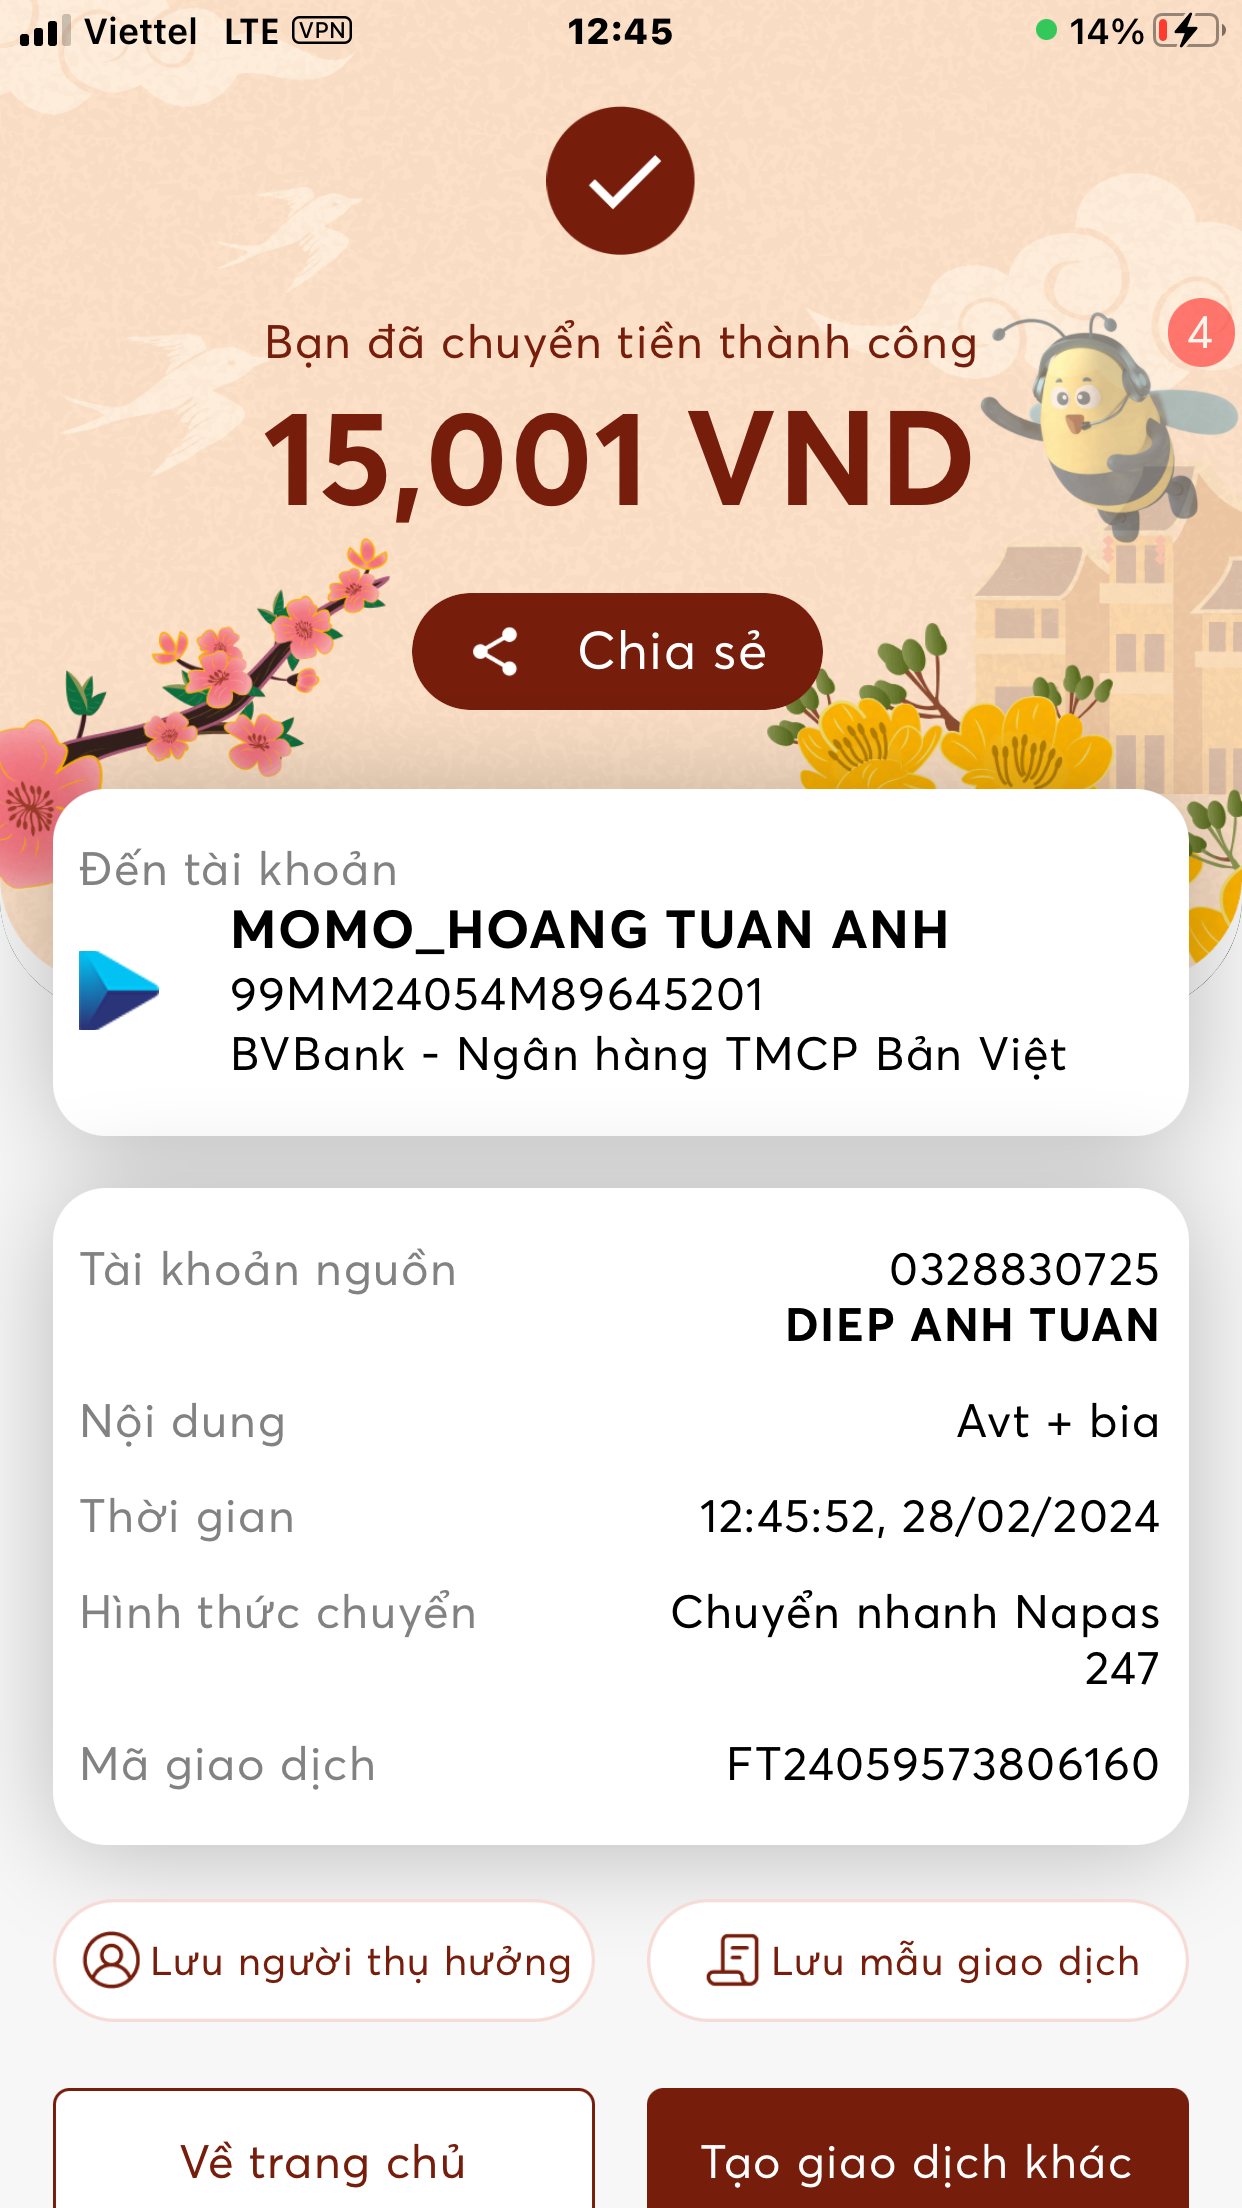 Viettel LTE VPN 12:45 14%
Bạn đã chuyển tiền thành công
4
15,001 VND
Chia sẻ
Đến tài khoản
MOMO_HOANG TUAN ANH
99MM24054M89645201
BVBank - Ngân hàng TMCP Bản Việt
Tài khoản nguồn 0328830725
DIEP ANH TUAN
Nội dung Avt + bia
Thời gian 12:45:52, 28/02/2024
Hình thức chuyển Chuyển nhanh Napas
247
Mã giao dịch FT24059573806160
Lưu người thụ hưởng Lưu mẫu giao dịch
Về trang chủ Tạo giao dịch khác